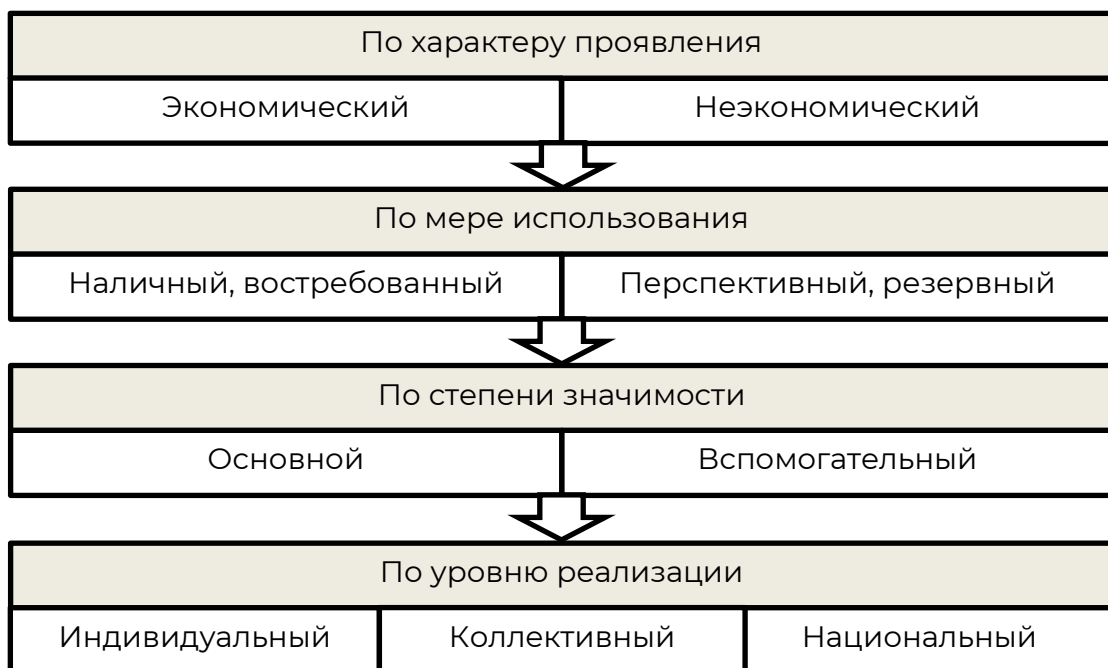 По характеру проявления
Экономический
Неэкономический
По мере использования
Наличный, востребованный
Перспективный, резервный
По степени значимости
Основной
Вспомогательный
По уровню реализации
Индивидуальный
Коллективный
Национальный